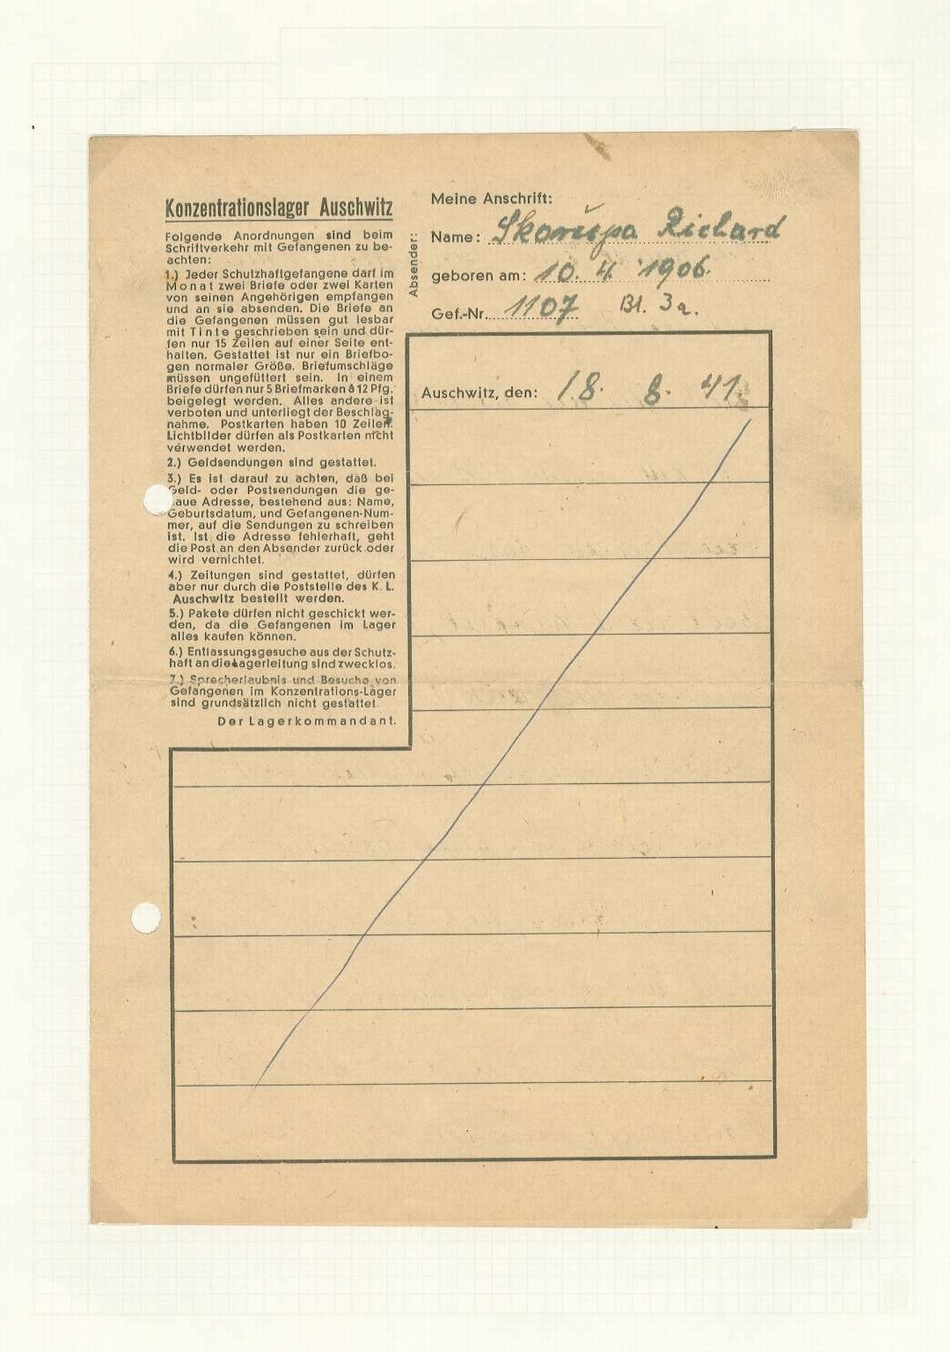 Konzentrationslager Auschwitz
Folgende Anordnungen sind beim
Schriftverkehr mit Gefangenen zu be-
achten:
1.) Jeder Schutzhaftgefangene darf im
Monat zwei Briefe oder zwei Karten
von seinen Angehörigen empfangen
und an sie absenden. Die Briefe an
die Gefangenen müssen gut lesbar
mit Tinte geschrieben sein und dür-
fen nur 15 Zeilen auf einer Seite ent-
halten. Gestattet ist nur ein Briefbo-
gen normaler Größe. Briefumschläge
müssen ungefüttert sein. In einem
Briefe dürfen nur 5 Briefmarken à 12 Pfg.
beigelegt werden. Alles andere ist
verboten und unterliegt der Beschlag-
nahme. Postkarten haben 10 Zeilen.
Lichtbilder dürfen als Postkarten nicht
verwendet werden.
2.) Geldsendungen sind gestattet.
3.) Es ist darauf zu achten, daß bei
Geld- oder Postsendungen die ge-
naue Adresse, bestehend aus: Name,
Geburtsdatum, und Gefangenen-Num-
mer, auf die Sendungen zu schreiben
ist. Ist die Adresse fehlerhaft, geht
die Post an den Absender zurück oder
wird vernichtet.
4.) Zeitungen sind gestattet, dürfen
aber nur durch die Poststelle des K. L.
Auschwitz bestellt werden.
5.) Pakete dürfen nicht geschickt wer-
den, da die Gefangenen im Lager
alles kaufen können.
6.) Entlassungsgesuche aus der Schutz-
haft an die Lagerleitung sind zwecklos.
7.) Sprecherlaubnis und Besuche von
Gefangenen im Konzentrations-Lager
sind grundsätzlich nicht gestattet.
Der Lagerkommandant.
Absender:
Meine Anschrift:
Name: Skorupa Richard
geboren am: 10. 4. 1906.
Gef.-Nr. 1107 Bl. 3a.
Auschwitz, den: 18. 8. 41